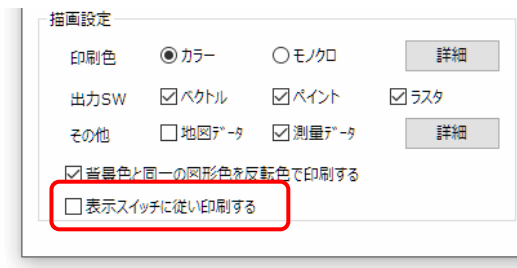 描画設定
印刷色 カラー モノクロ 詳細
出力SW ベクトル ペイント ラスタ
その他 地図ﾃﾞｰﾀ 測量ﾃﾞｰﾀ 詳細
背景色と同一の図形色を反転色で印刷する
表示スイッチに従い印刷する